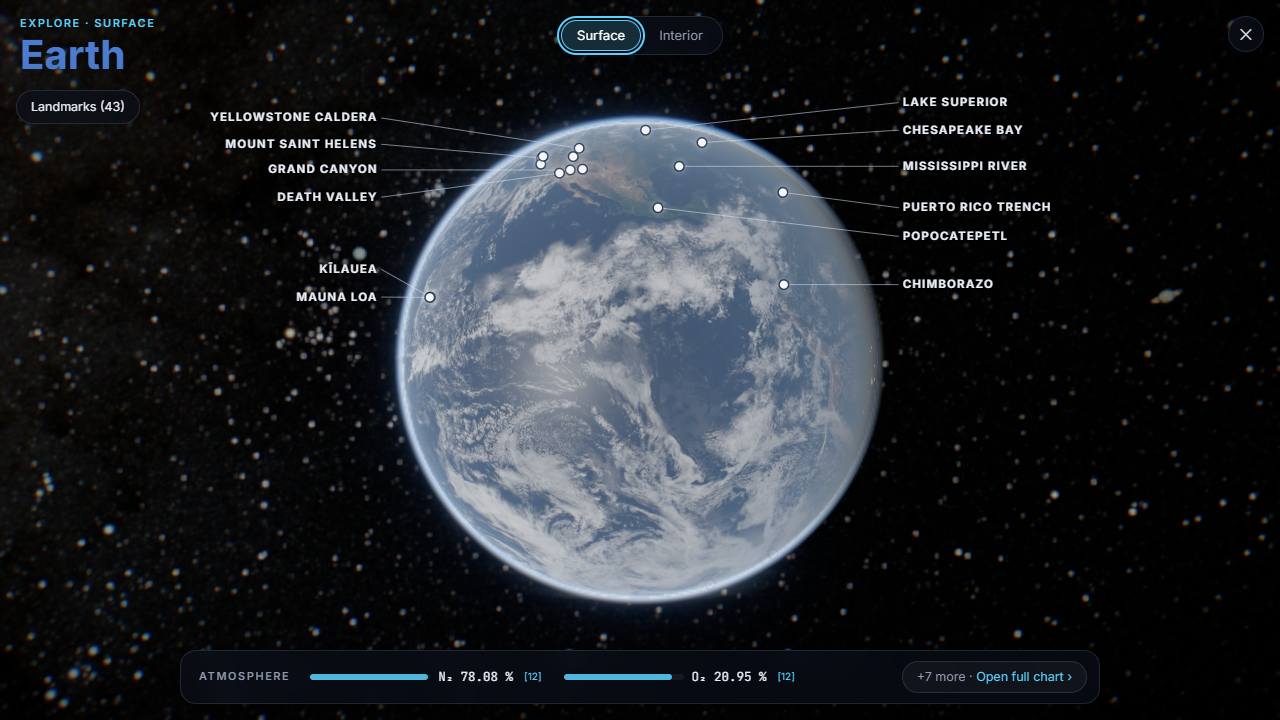 EXPLORE · SURFACE
Earth
Landmarks (43)
Surface
Interior
YELLOWSTONE CALDERA
MOUNT SAINT HELENS
GRAND CANYON
DEATH VALLEY
KĪLAUEA
MAUNA LOA
LAKE SUPERIOR
CHESAPEAKE BAY
MISSISSIPPI RIVER
PUERTO RICO TRENCH
POPOCATEPETL
CHIMBORAZO
ATMOSPHERE N₂ 78.08 % [12] O₂ 20.95 % [12] +7 more · Open full chart ›